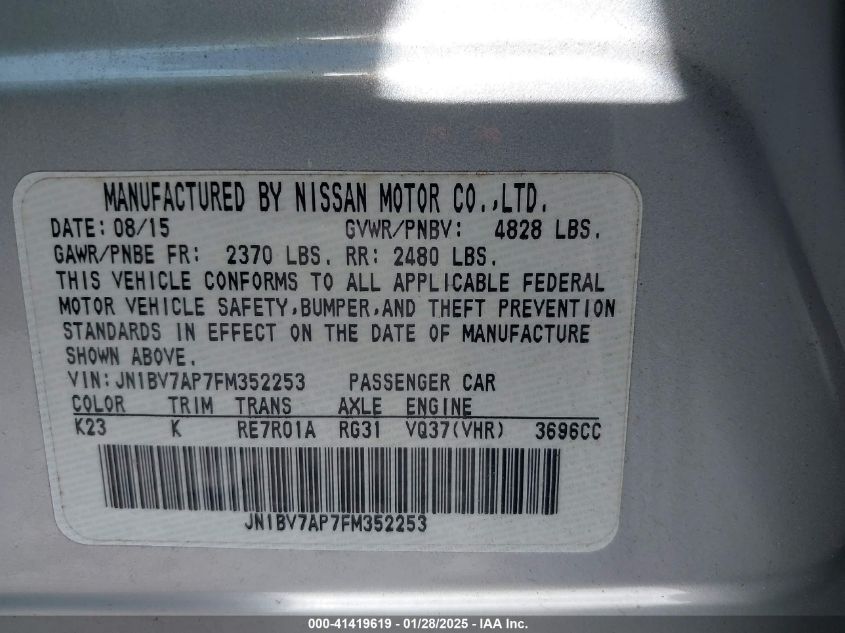 MANUFACTURED BY NISSAN MOTOR CO.,LTD.
DATE: 08/15 GVWR/PNBV: 4828 LBS.
GAWR/PNBE FR: 2370 LBS. RR: 2480 LBS.
THIS VEHICLE CONFORMS TO ALL APPLICABLE FEDERAL
MOTOR VEHICLE SAFETY,BUMPER,AND THEFT PREVENTION
STANDARDS IN EFFECT ON THE DATE OF MANUFACTURE
SHOWN ABOVE.
VIN: JN1BV7AP7FM352253 PASSENGER CAR
COLOR TRIM TRANS AXLE ENGINE
K23 K RE7R01A RG31 VQ37(VHR) 3696CC
JN1BV7AP7FM352253
000-41419619 - 01/28/2025 - IAA Inc.